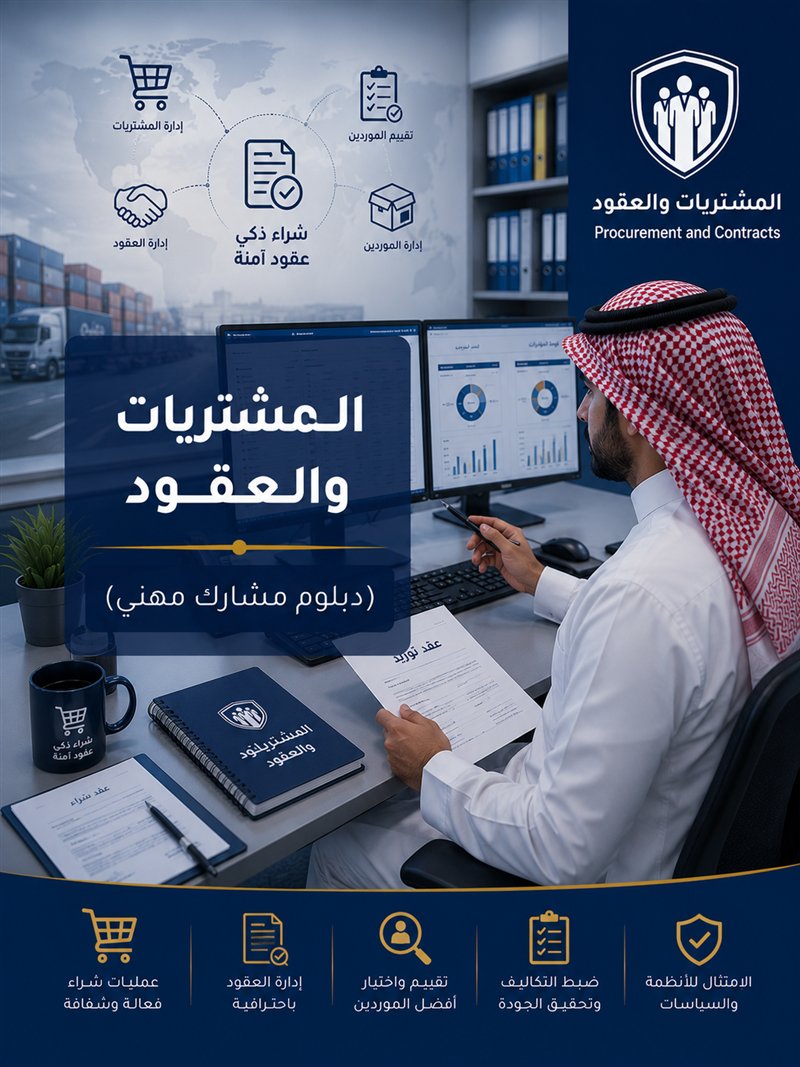 إدارة المشتريات
تقييم الموردين
إدارة العقود
إدارة الموردين
شراء ذكي
عقود آمنة
المشتريات والعقود
Procurement and Contracts
المشتريات
والعقود
(دبلوم مشارك مهني)
عقد توريد
شراء ذكي
عقود آمنة
المشتريلود
والعقود
عقد شراء
الامتثال للأنظمة
والسياسات
ضبط التكاليف
وتحقيق الجودة
تقييم واختيار
أفضل الموردين
إدارة العقود
باحترافية
عمليات شراء
فعالة وشفافة